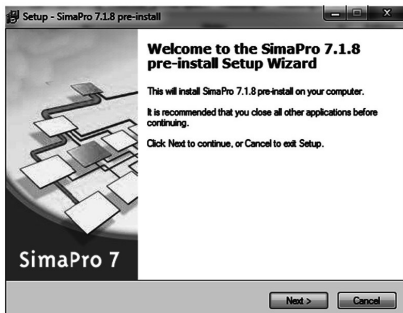 Setup - SimaPro 7.1.8 pre-install
Welcome to the SimaPro 7.1.8
pre-install Setup Wizard
This will install SimaPro 7.1.8 pre-install on your computer.
It is recommended that you close all other applications before
continuing.
Click Next to continue, or Cancel to exit Setup.
SimaPro 7
Next >
Cancel